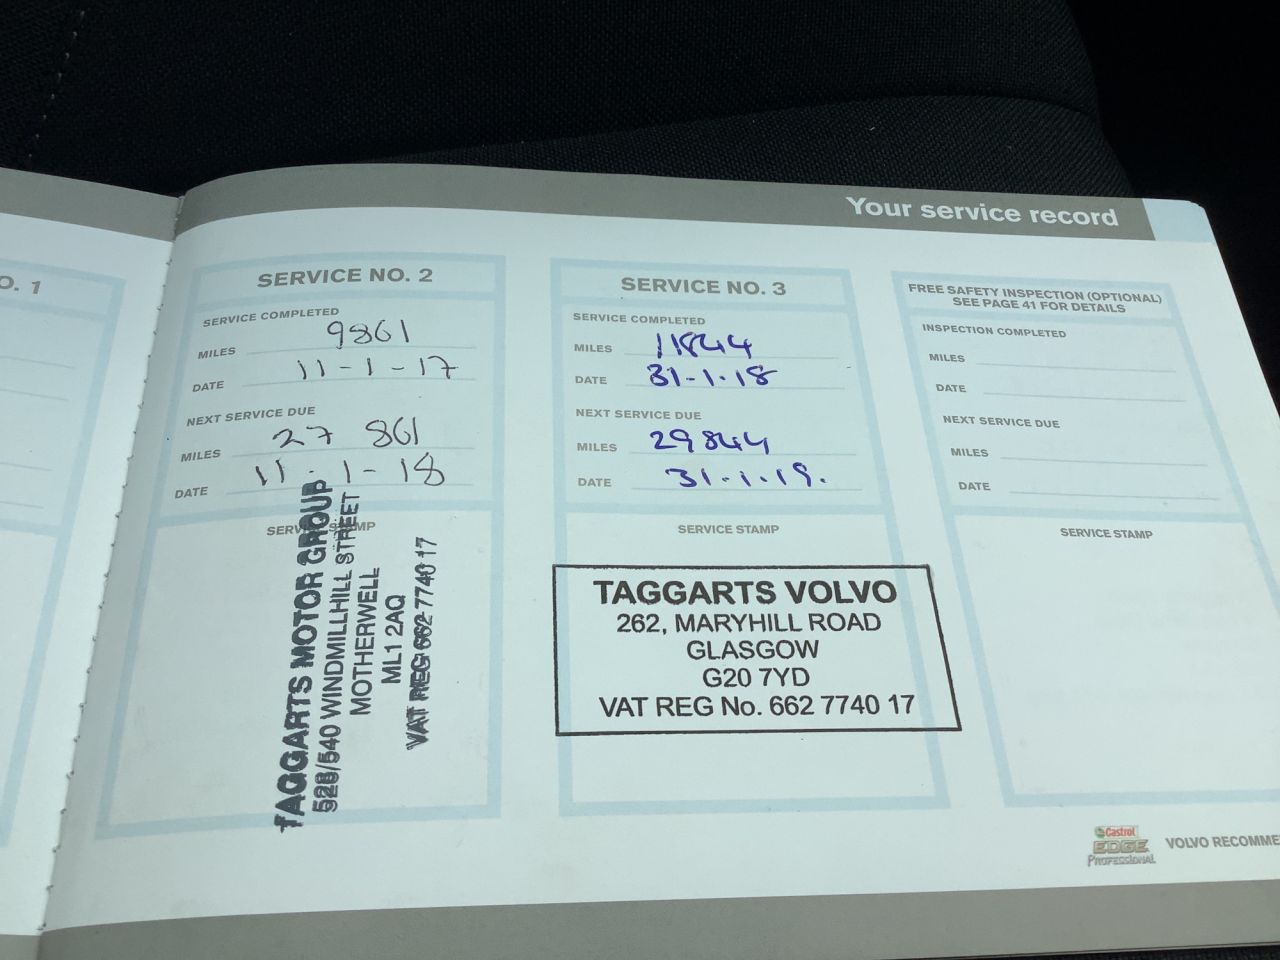 Your service record
O. 1
SERVICE NO. 2
SERVICE COMPLETED
MILES 9861
DATE 11-1-17
NEXT SERVICE DUE
MILES 27 861
DATE 11-1-18
SERVICE STAMP
TAGGARTS MOTOR GROUP
528/540 WINDMILLHILL STREET
MOTHERWELL
ML1 2AQ
VAT REG 662 7740 17
SERVICE NO. 3
SERVICE COMPLETED
MILES 11844
DATE 31-1-18
NEXT SERVICE DUE
MILES 29844
DATE 31.1.19.
SERVICE STAMP
TAGGARTS VOLVO
262, MARYHILL ROAD
GLASGOW
G20 7YD
VAT REG No. 662 7740 17
FREE SAFETY INSPECTION (OPTIONAL)
SEE PAGE 41 FOR DETAILS
INSPECTION COMPLETED
MILES
DATE
NEXT SERVICE DUE
MILES
DATE
SERVICE STAMP
Castrol
EDGE
PROFESSIONAL
VOLVO RECOMME